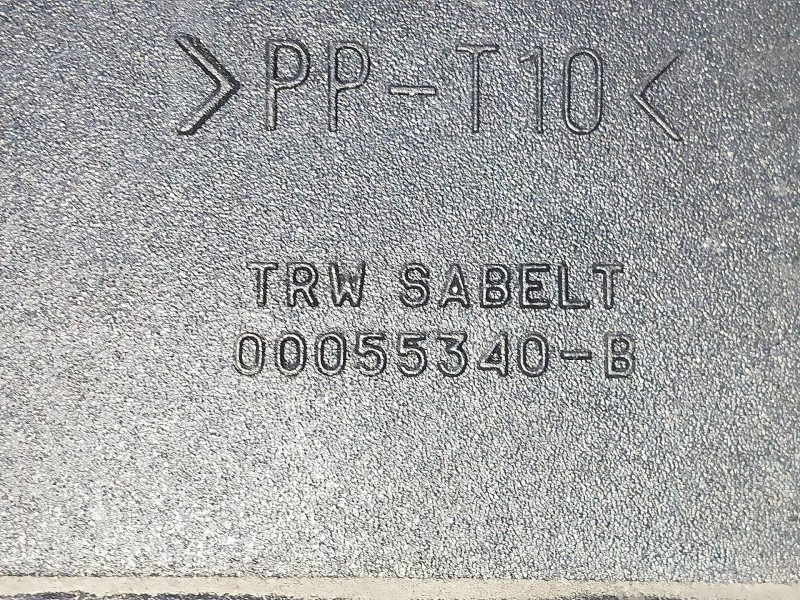 >PP-T10<
TRW SABELT
00055340-B